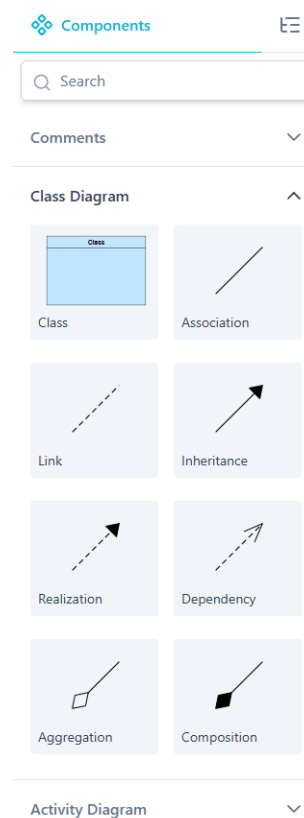 Components
Search
Comments
Class Diagram
Class
Class
Association
Link
Inheritance
Realization
Dependency
Aggregation
Composition
Activity Diagram